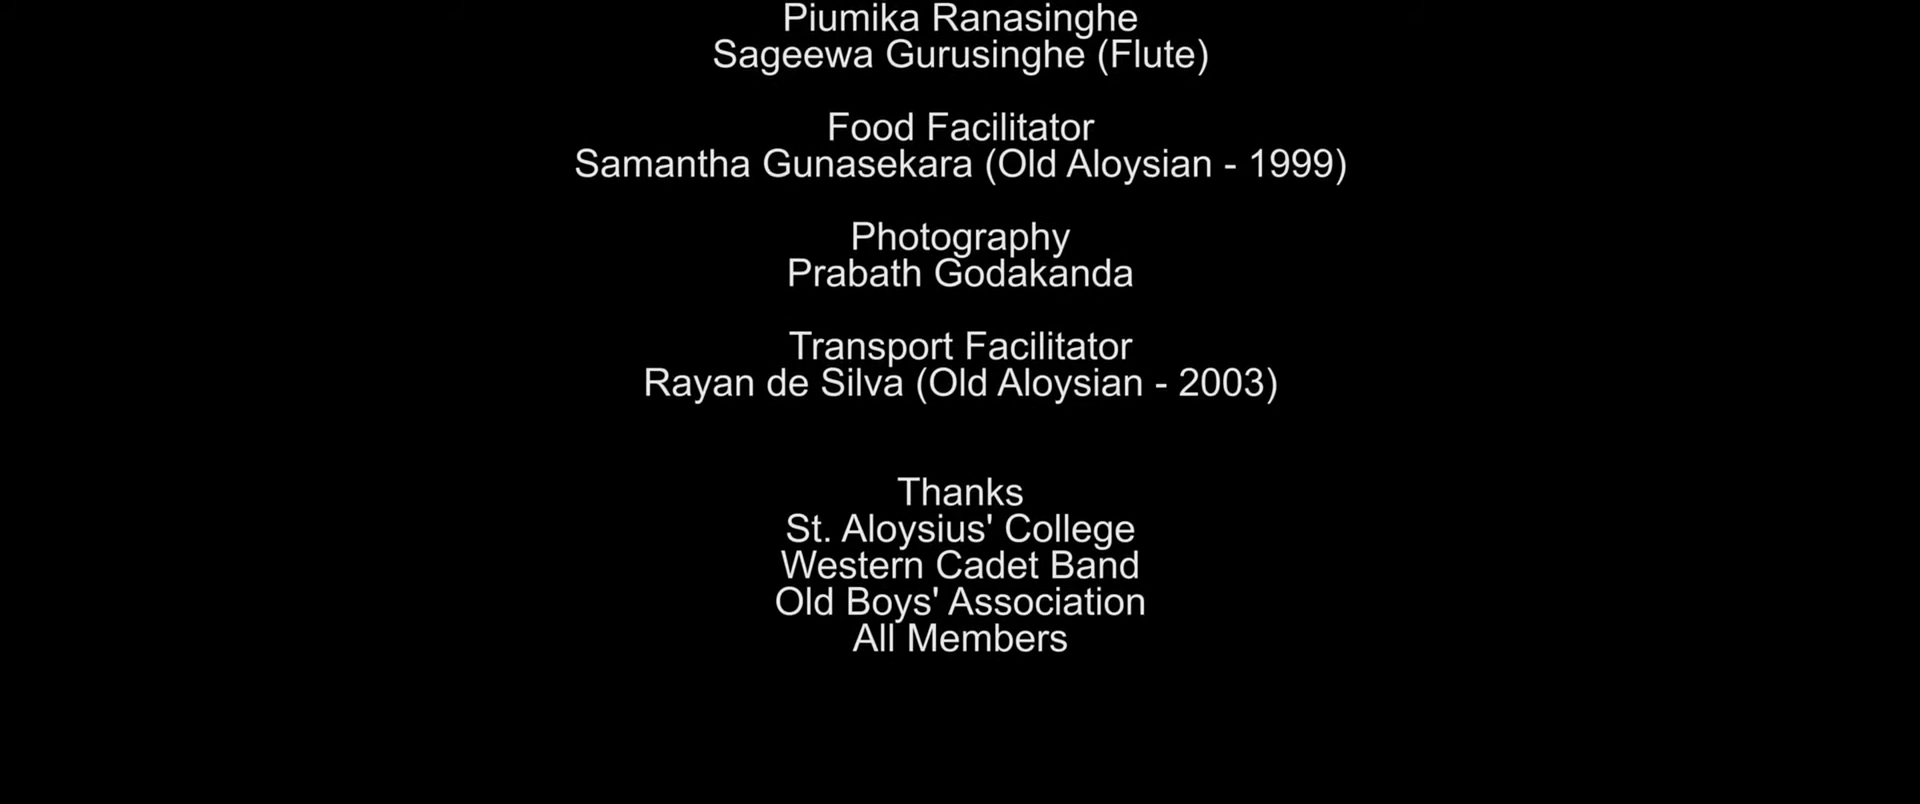 Piumika Ranasinghe
Sageewa Gurusinghe (Flute)
Food Facilitator
Samantha Gunasekara (Old Aloysian - 1999)
Photography
Prabath Godakanda
Transport Facilitator
Rayan de Silva (Old Aloysian - 2003)
Thanks
St. Aloysius' College
Western Cadet Band
Old Boys' Association
All Members